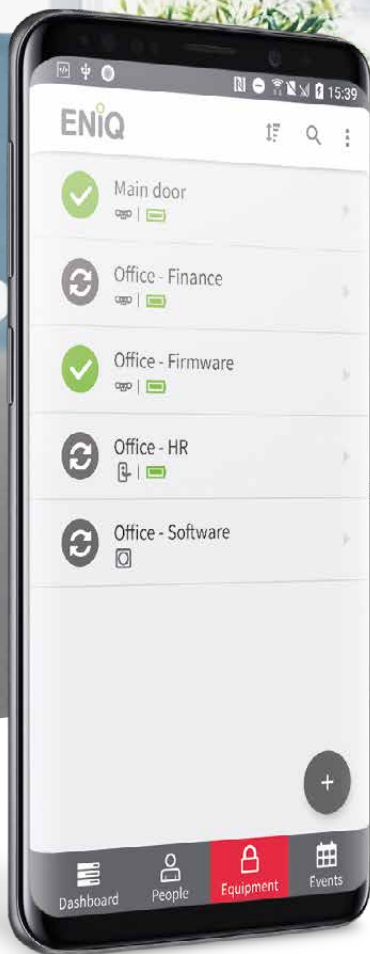 15:39
ENiQ
Main door
Office - Finance
Office - Firmware
Office - HR
Office - Software
+
Dashboard
People
Equipment
Events